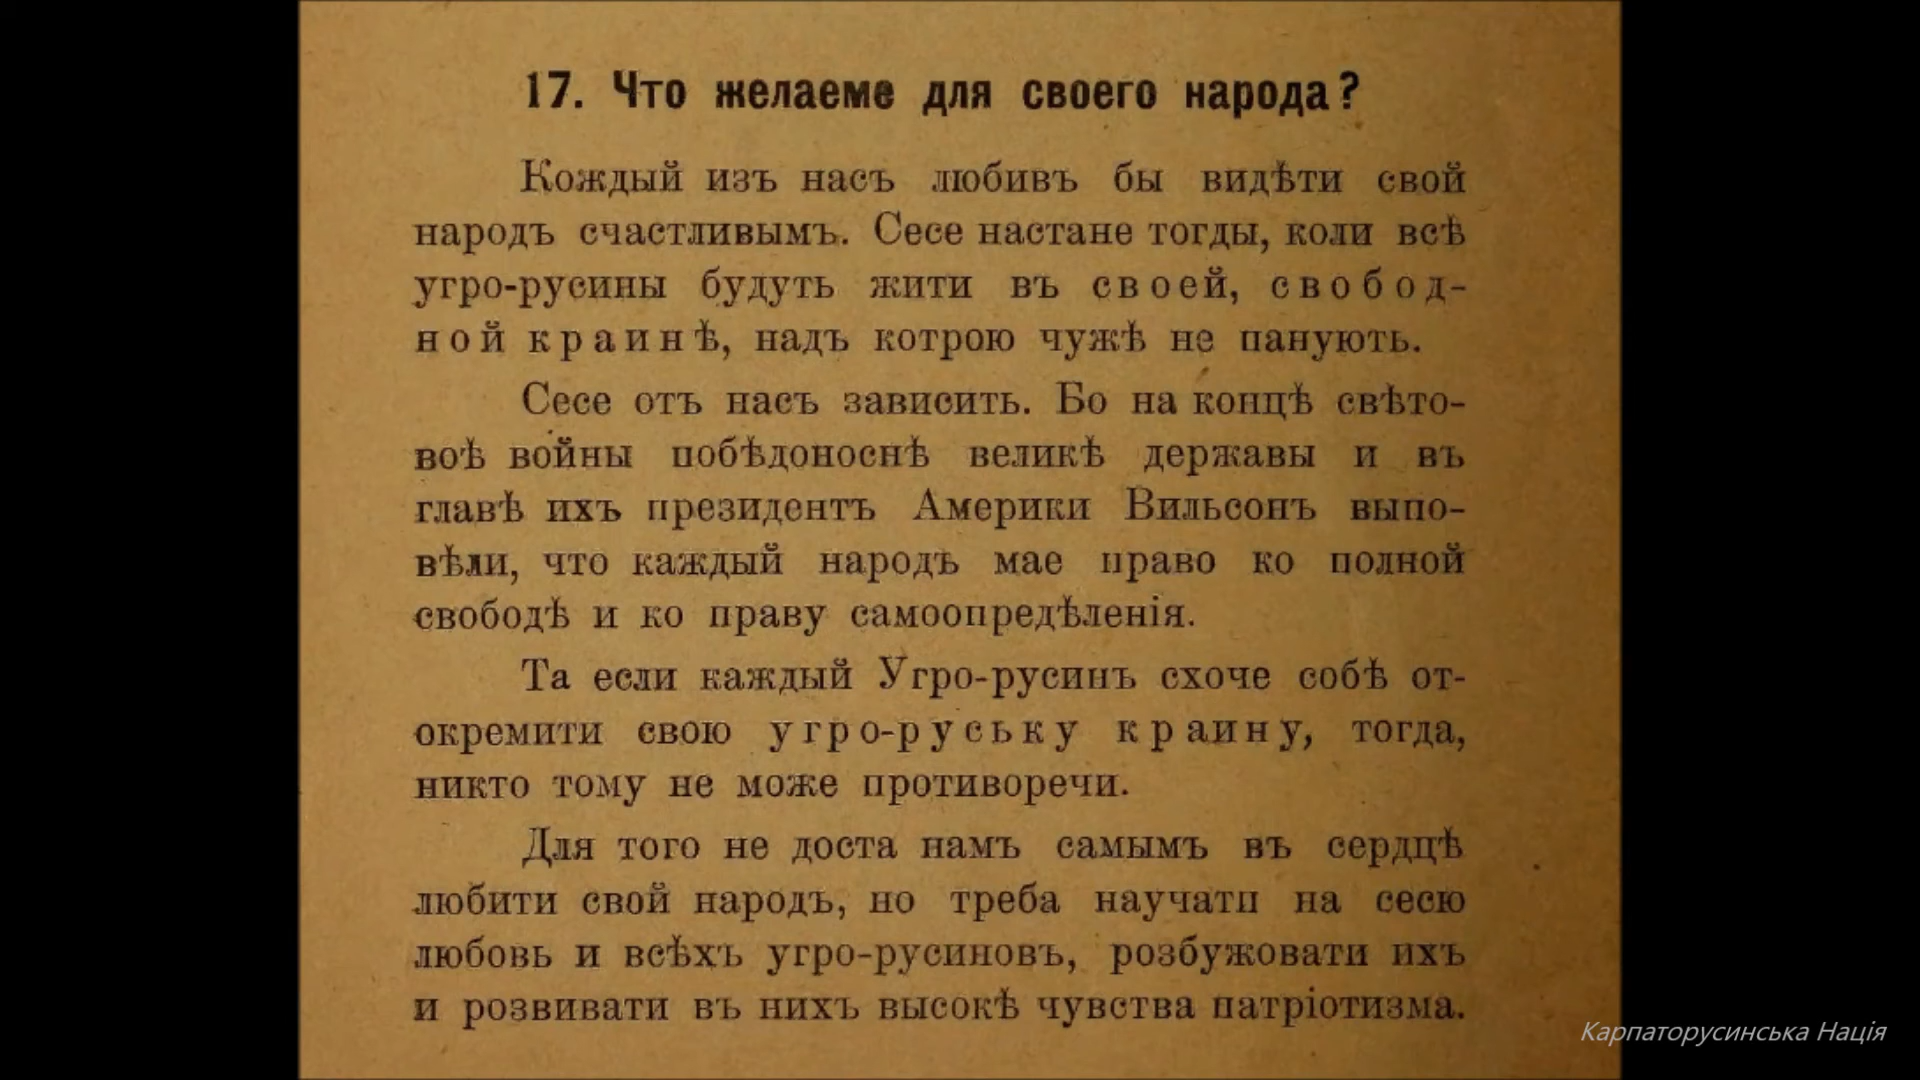 17. Что желаеме для своего народа?
Кождый изъ насъ любивъ бы видѣти свой
народъ счастливымъ. Сесе настане тогды, коли всѣ
угро-русины будуть жити въ своей, свобод-
ной краинѣ, надъ котрою чужѣ не панують.
Сесе отъ насъ зависить. Бо на концѣ свѣто-
воѣ войны побѣдоноснѣ великѣ державы и въ
главѣ ихъ президентъ Америки Вильсонъ выпо-
вѣли, что каждый народъ мае право ко полной
свободѣ и ко праву самоопредѣленія.
Та если каждый Угро-русинъ схоче собѣ от-
окремити свою угро-руську краину, тогда,
никто тому не може противоречи.
Для того не доста намъ самымъ въ сердцѣ
любити свой народъ, но треба научати на сесю
любовь и всѣхъ угро-русиновъ, розбужовати ихъ
и розвивати въ нихъ высокѣ чувства патріотизма.
Карпаторусинська Нація